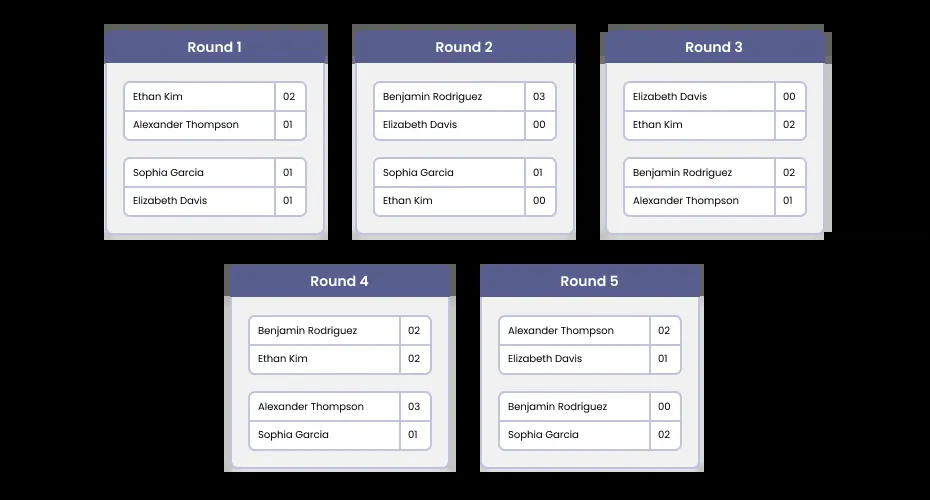 Round 1
Ethan Kim 02
Alexander Thompson 01
Sophia Garcia 01
Elizabeth Davis 01
Round 2
Benjamin Rodriguez 03
Elizabeth Davis 00
Sophia Garcia 01
Ethan Kim 00
Round 3
Elizabeth Davis 00
Ethan Kim 02
Benjamin Rodriguez 02
Alexander Thompson 01
Round 4
Benjamin Rodriguez 02
Ethan Kim 02
Alexander Thompson 03
Sophia Garcia 01
Round 5
Alexander Thompson 02
Elizabeth Davis 01
Benjamin Rodriguez 00
Sophia Garcia 02